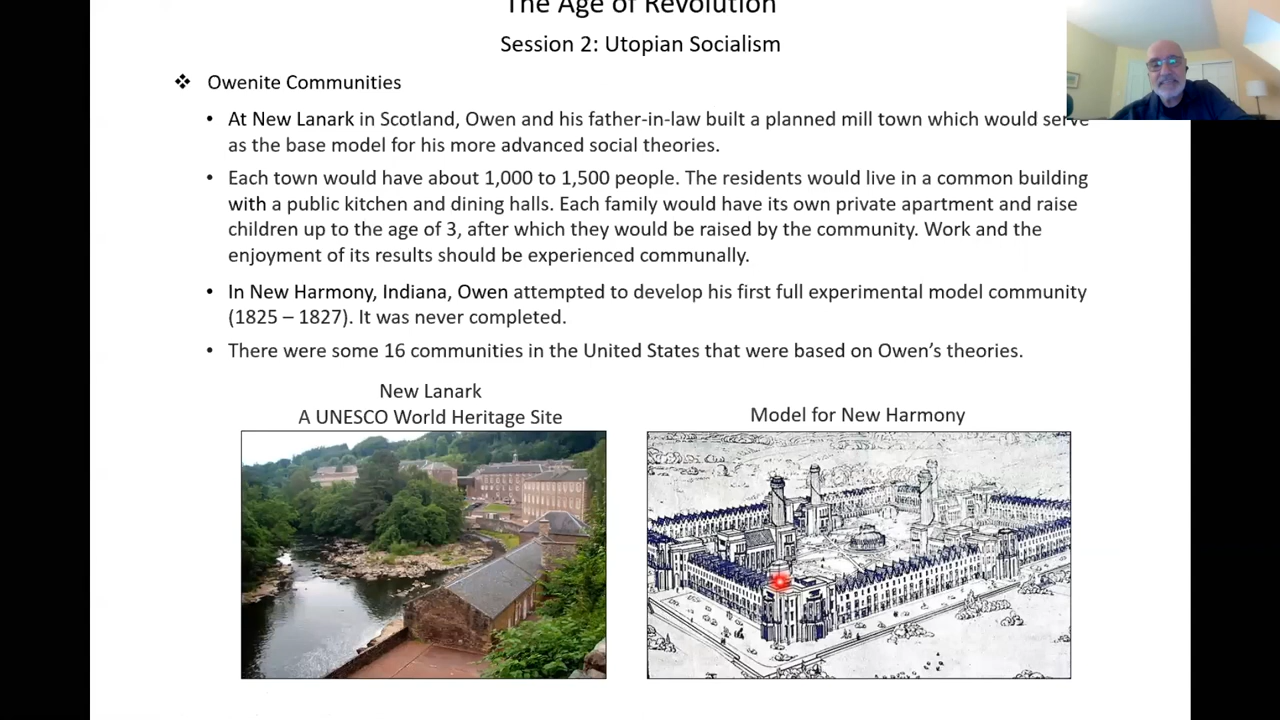 The Age of Revolution
Session 2: Utopian Socialism
❖ Owenite Communities
• At New Lanark in Scotland, Owen and his father-in-law built a planned mill town which would serve
as the base model for his more advanced social theories.
• Each town would have about 1,000 to 1,500 people. The residents would live in a common building
with a public kitchen and dining halls. Each family would have its own private apartment and raise
children up to the age of 3, after which they would be raised by the community. Work and the
enjoyment of its results should be experienced communally.
• In New Harmony, Indiana, Owen attempted to develop his first full experimental model community
(1825 – 1827). It was never completed.
• There were some 16 communities in the United States that were based on Owen’s theories.
New Lanark
A UNESCO World Heritage Site
Model for New Harmony